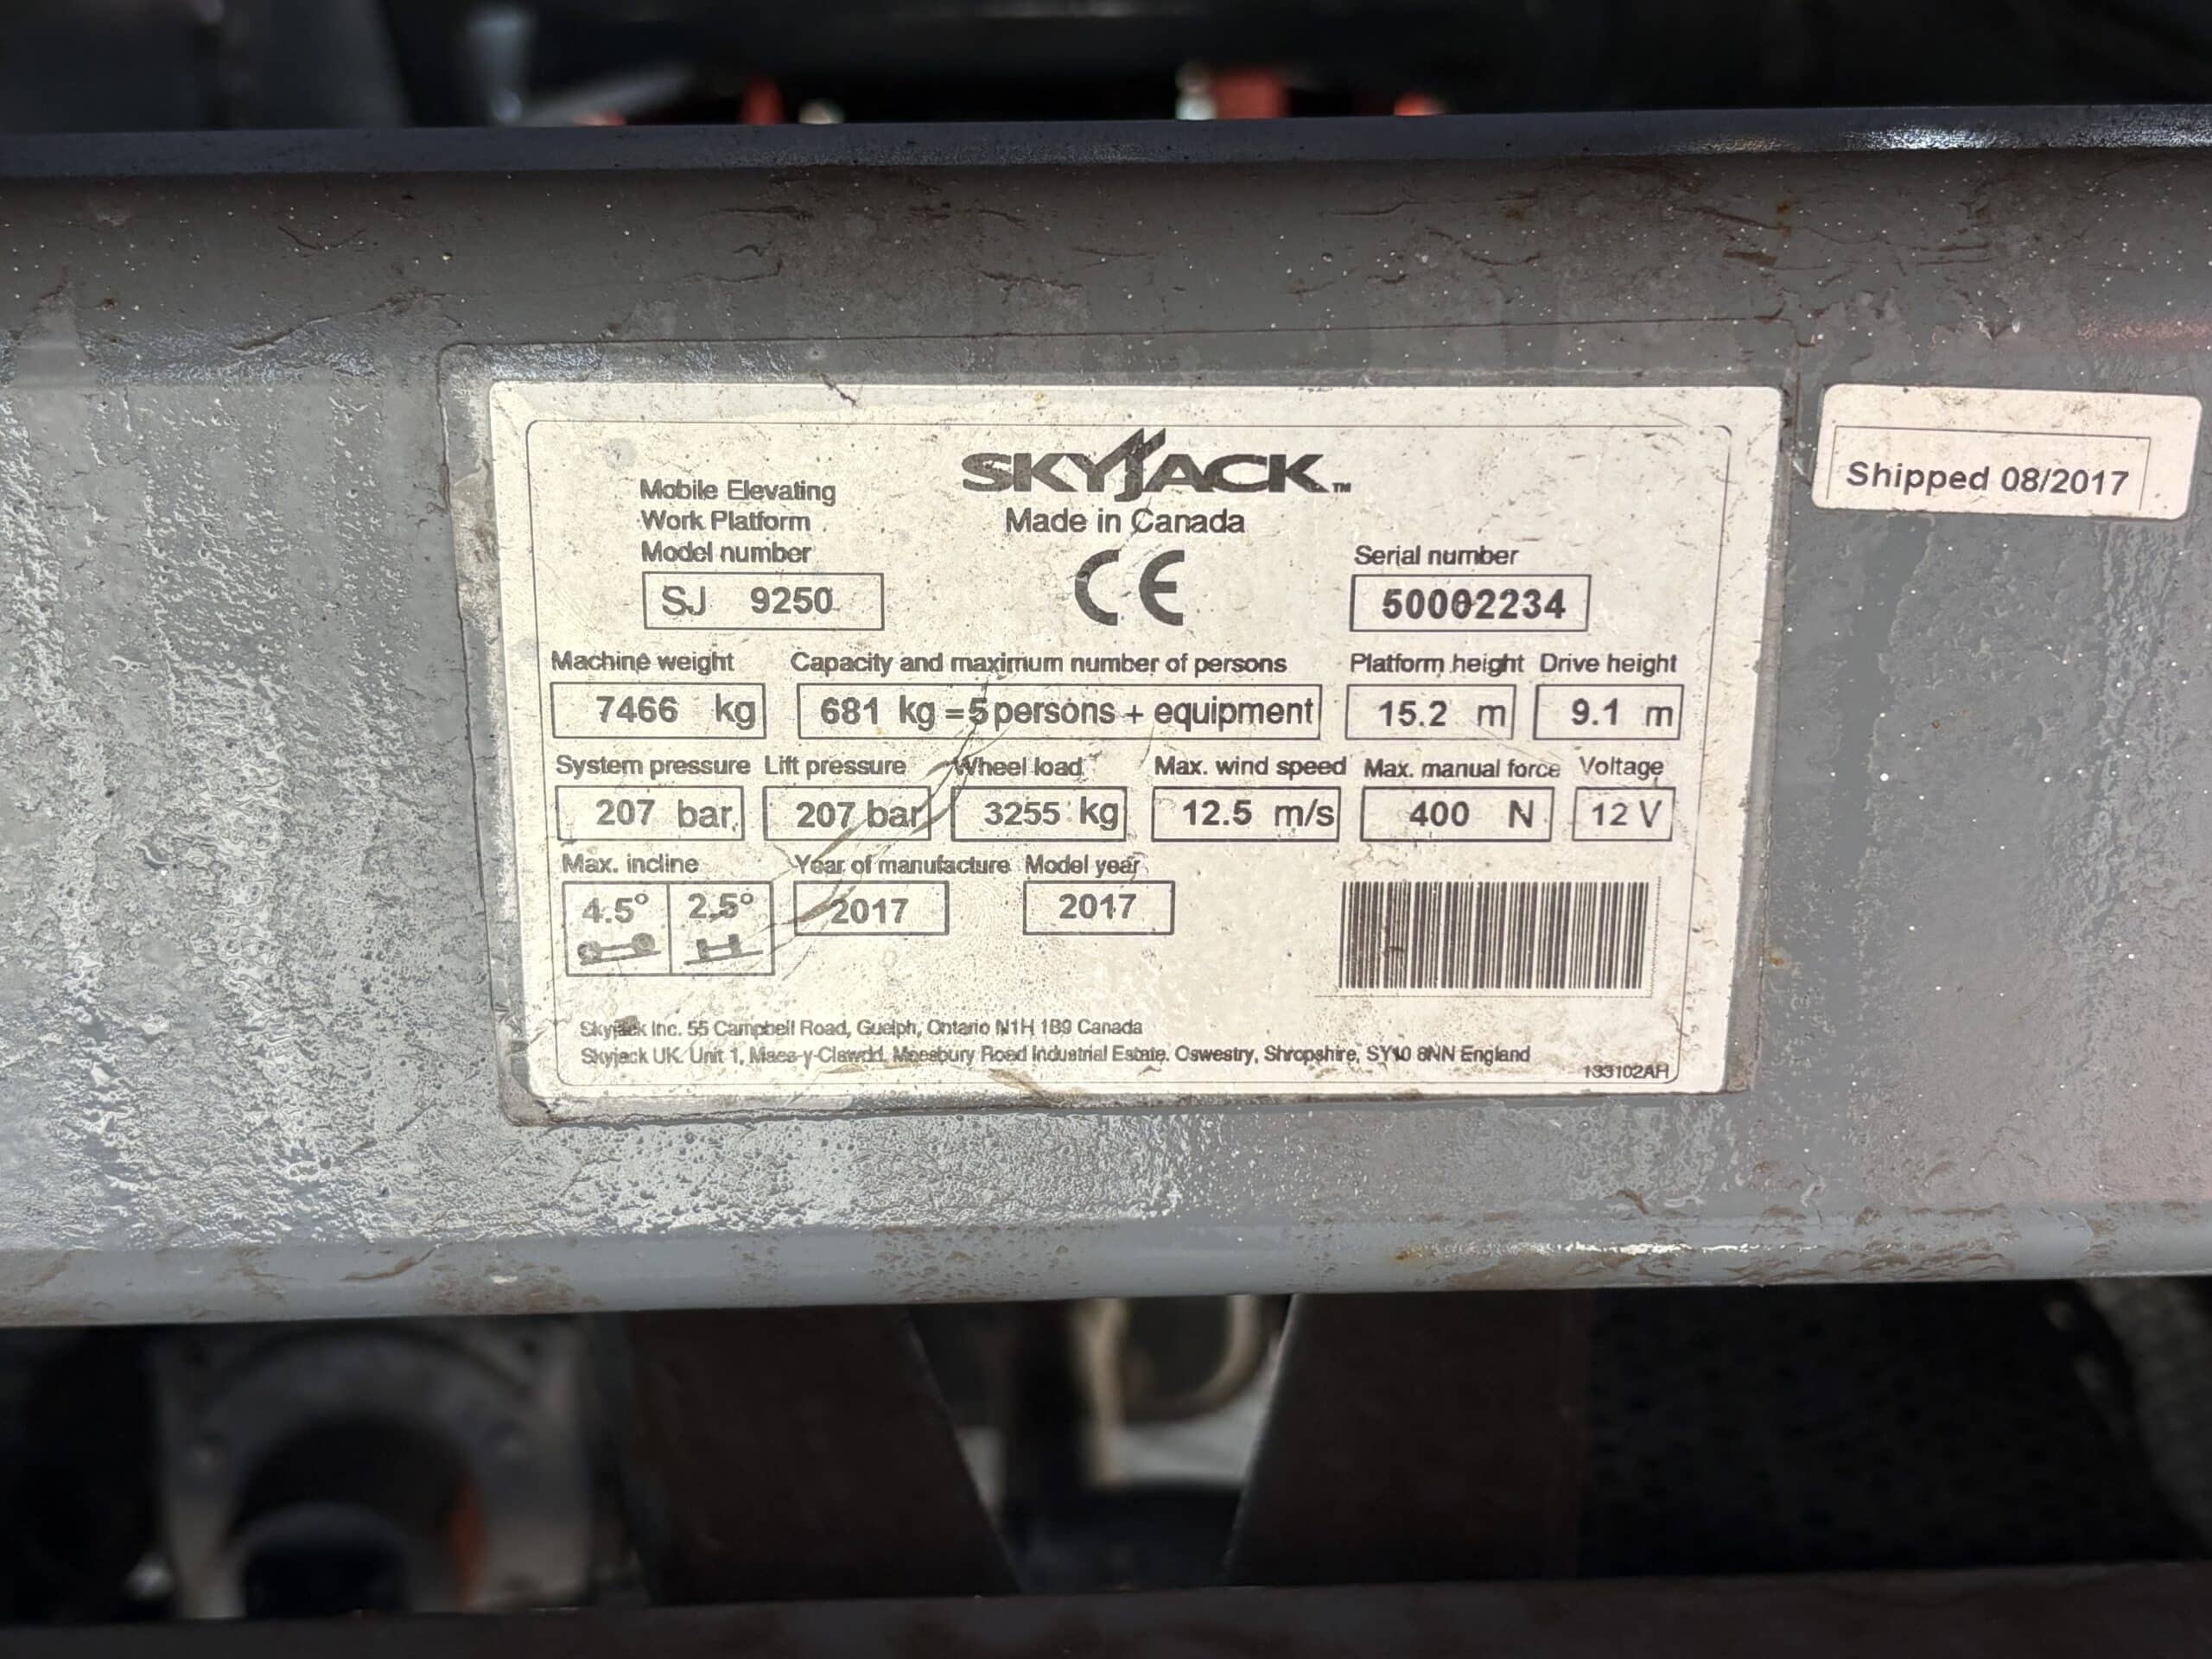 SKYJACK™
Made in Canada
CE
Mobile Elevating
Work Platform
Model number
SJ 9250
Serial number
50002234
Shipped 08/2017
Machine weight Capacity and maximum number of persons Platform height Drive height
7466 kg 681 kg = 5 persons + equipment 15.2 m 9.1 m
System pressure Lift pressure Wheel load Max. wind speed Max. manual force Voltage
207 bar 207 bar 3255 kg 12.5 m/s 400 N 12 V
Max. incline Year of manufacture Model year
4.5° 2.5° 2017 2017
Skyjack Inc. 55 Campbell Road, Guelph, Ontario N1H 1B9 Canada
Skyjack UK. Unit 1, Maes-y-Clawdd, Maesbury Road Industrial Estate. Oswestry, Shropshire, SY10 8NN England
133102AH